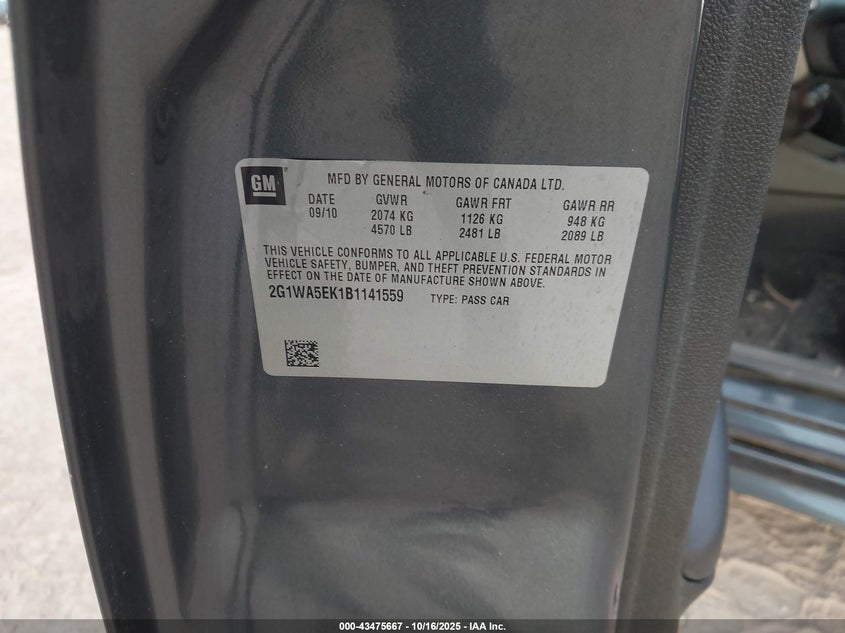 GM
MFD BY GENERAL MOTORS OF CANADA LTD.
DATE GVWR GAWR FRT GAWR RR
09/10 2074 KG 1126 KG 948 KG
4570 LB 2481 LB 2089 LB
THIS VEHICLE CONFORMS TO ALL APPLICABLE U.S. FEDERAL MOTOR
VEHICLE SAFETY, BUMPER, AND THEFT PREVENTION STANDARDS IN
EFFECT ON THE DATE OF MANUFACTURE SHOWN ABOVE.
2G1WA5EK1B1141559 TYPE: PASS CAR
000-43475667 - 10/16/2025 - IAA Inc.